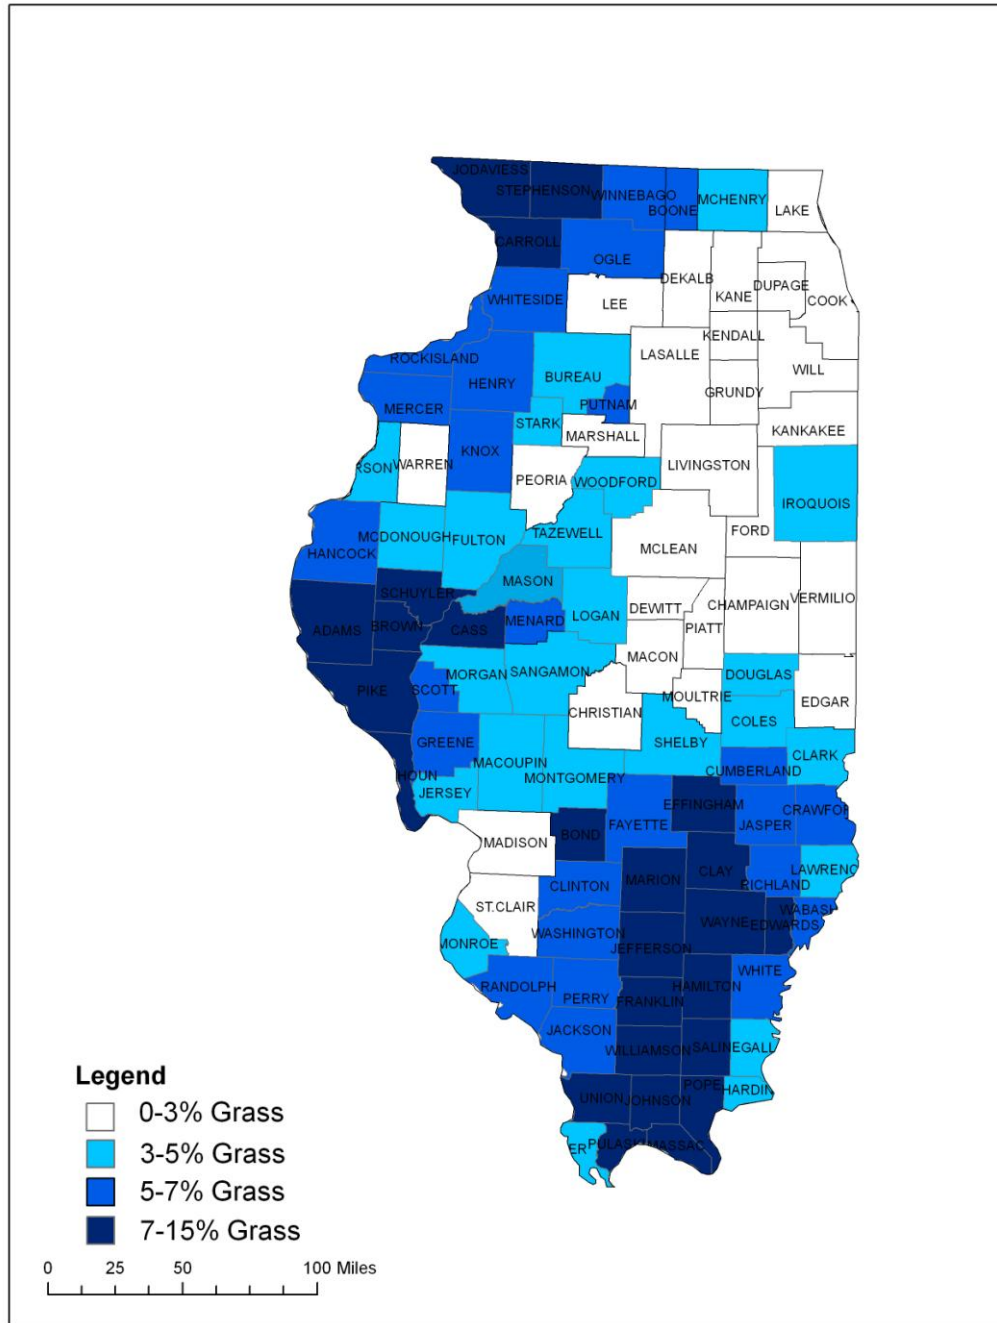 JODAVIESS
STEPHENSON
WINNEBAGO
BOONE
MCHENRY
LAKE
CARROLL
OGLE
DEKALB
KANE
DUPAGE
COOK
WHITESIDE
LEE
KENDALL
LASALLE
WILL
ROCKISLAND
HENRY
BUREAU
GRUNDY
MERCER
PUTNAM
STARK
MARSHALL
KANKAKEE
KNOX
RSON
WARREN
PEORIA
LIVINGSTON
WOODFORD
IROQUOIS
MCDONOUGH
FULTON
TAZEWELL
FORD
HANCOCK
MCLEAN
MASON
SCHUYLER
DEWITT
CHAMPAIGN
VERMILIO
LOGAN
MENARD
PIATT
ADAMS
BROWN
CASS
MACON
SANGAMON
MORGAN
DOUGLAS
PIKE
SCOTT
MOULTRIE
EDGAR
CHRISTIAN
COLES
GREENE
SHELBY
CLARK
MACOUPIN
CUMBERLAND
HOUN
MONTGOMERY
JERSEY
EFFINGHAM
CRAWFOR
FAYETTE
JASPER
BOND
MADISON
CLAY
LAWRENC
MARION
CLINTON
RICHLAND
ST.CLAIR
WABASH
WAYNE
EDWARDS
WASHINGTON
MONROE
JEFFERSON
WHITE
RANDOLPH
HAMILTON
PERRY
FRANKLIN
JACKSON
WILLIAMSON
SALINEGALL
POPE
HARDIN
UNION
JOHNSON
ER
PULASK
MASSAC
Legend
0-3% Grass
3-5% Grass
5-7% Grass
7-15% Grass
0 25 50 100 Miles